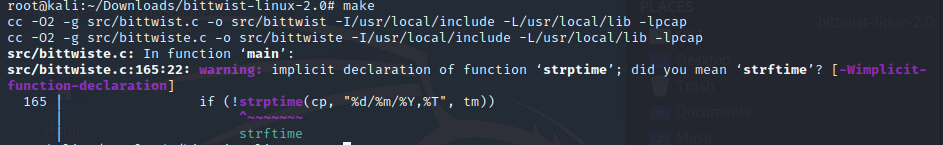 root@kali:~/Downloads/bittwist-linux-2.0# make
PLACES
cc -O2 -g src/bittwist.c -o src/bittwist -I/usr/local/include -L/usr/local/lib -lpcap
bittwist-linux-2.0
cc -O2 -g src/bittwiste.c -o src/bittwiste -I/usr/local/include -L/usr/local/lib -lpcap
src/bittwiste.c: In function ‘main’:
src/bittwiste.c:165:22: warning: implicit declaration of function ‘strptime’; did you mean ‘strftime’? [-Wimplicit-
Desktop
function-declaration]
Trash
165 | if (!strptime(cp, "%d/%m/%Y,%T", tm))
Documents
| ^~~~~~~~
| strftime
Music